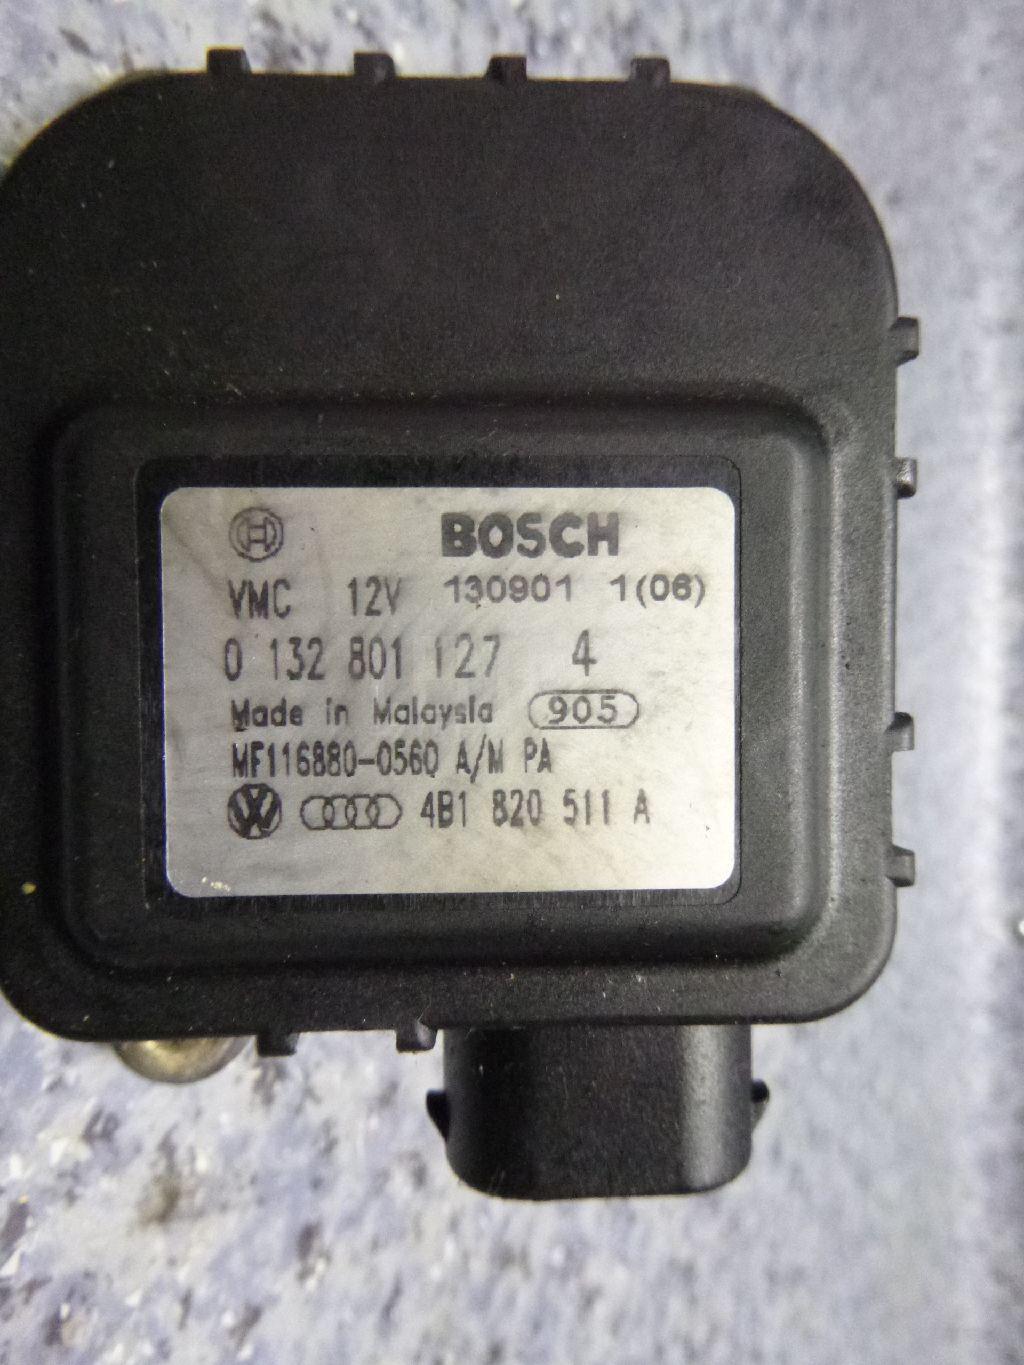 BOSCH
VMC 12V 130901 1(06)
0 132 801 127 4
Made in Malaysia 905
MF116880-0560 A/M PA
4B1 820 511 A